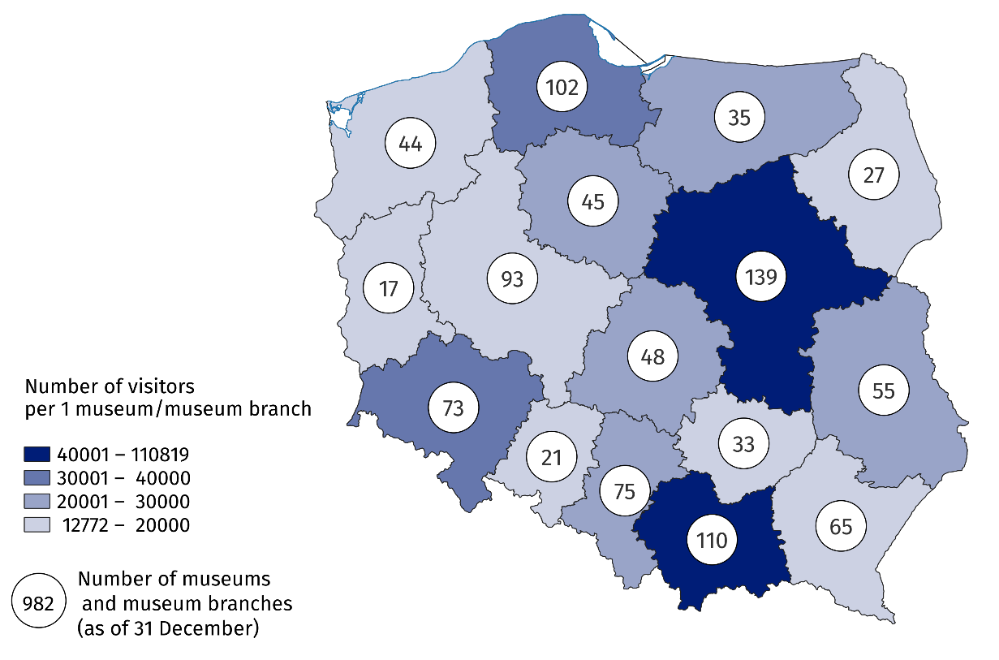 102
35
44
27
45
139
93
17
48
55
73
33
21
75
65
110
Number of visitors
per 1 museum/museum branch
40001 – 110819
30001 – 40000
20001 – 30000
12772 – 20000
982
Number of museums
and museum branches
(as of 31 December)